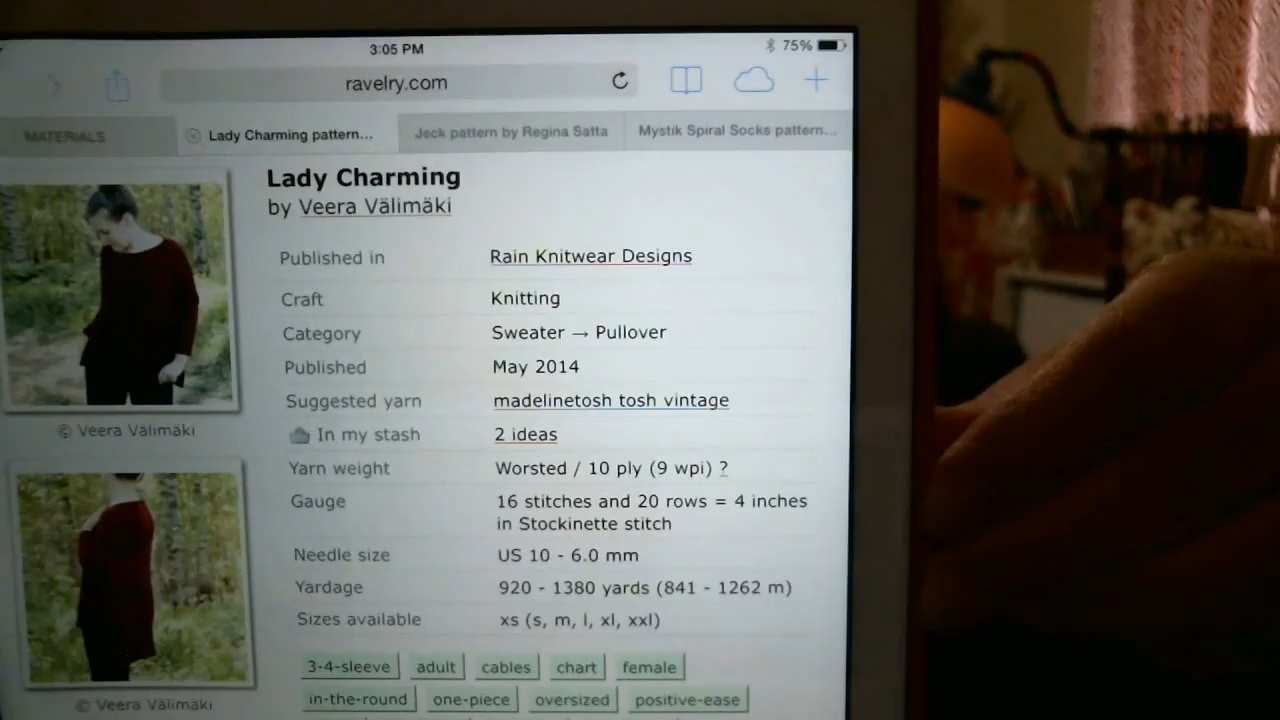 3:05 PM
75%
ravelry.com
MATERIALS
Lady Charming pattern...
Jeck pattern by Regina Satta
Mystik Spiral Socks pattern...
Lady Charming
by Veera Välimäki
Published in Rain Knitwear Designs
Craft Knitting
Category Sweater → Pullover
Published May 2014
Suggested yarn madelinetosh tosh vintage
© Veera Välimäki
In my stash 2 ideas
Yarn weight Worsted / 10 ply (9 wpi) ?
Gauge 16 stitches and 20 rows = 4 inches
in Stockinette stitch
Needle size US 10 - 6.0 mm
Yardage 920 - 1380 yards (841 - 1262 m)
Sizes available xs (s, m, l, xl, xxl)
3-4-sleeve adult cables chart female
in-the-round one-piece oversized positive-ease
© Veera Välimäki